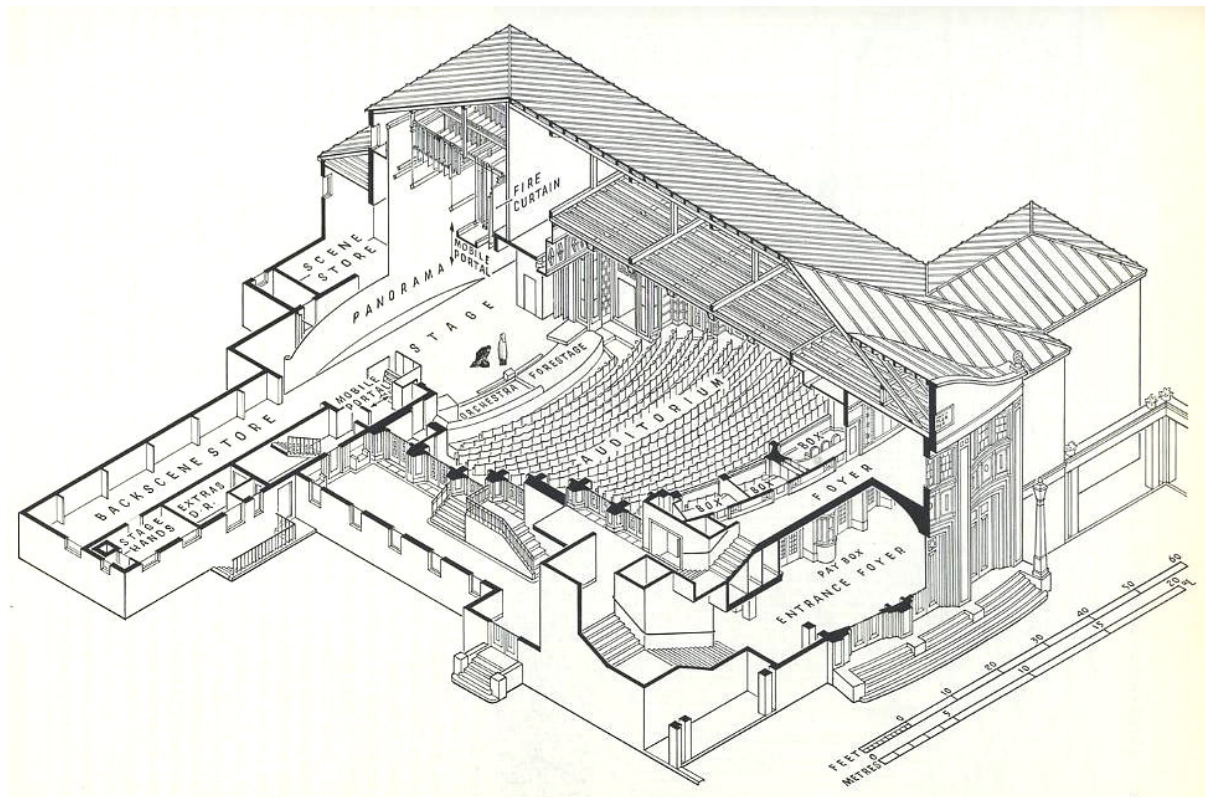 FIRE
CURTAIN
SCENE
STORE
MOBILE
PORTAL
PANORAMA
STAGE
MOBILE
PORTAL
ORCHESTRA
FORESTAGE
AUDITORIUM
BACKSCENE STORE
EXTRAS
D.R.
STAGE
HANDS
BOX
BOX
BOX
FOYER
PAY BOX
ENTRANCE FOYER
FEET 0 10 20 30 40 50 60
METRES 0 5 10 15 20